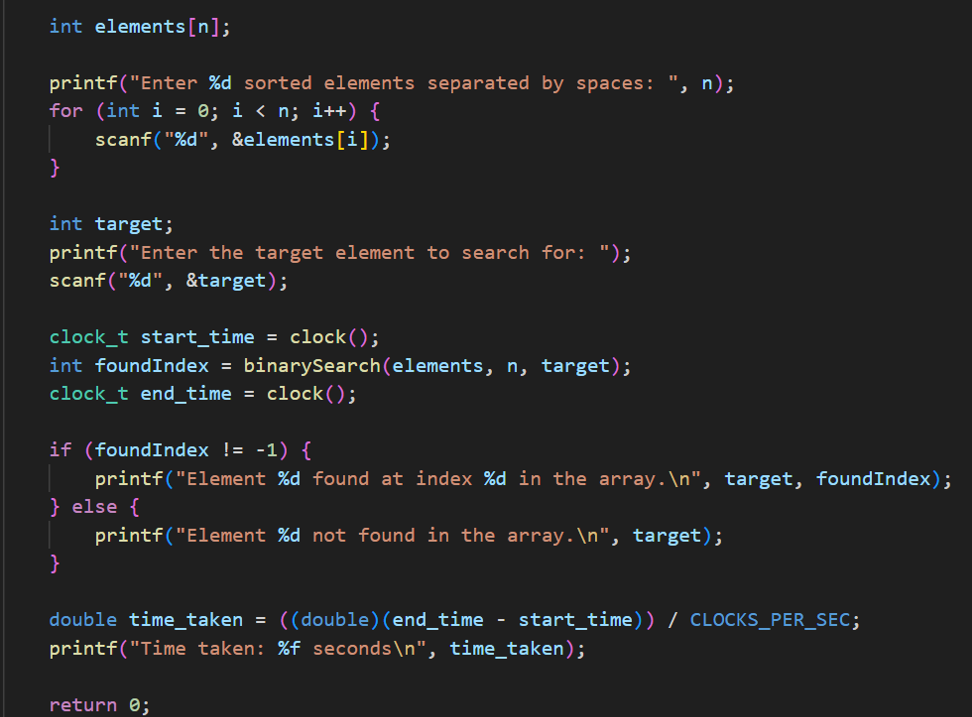 int elements[n];
printf("Enter %d sorted elements separated by spaces: ", n);
for (int i = 0; i < n; i++) {
scanf("%d", &elements[i]);
}
int target;
printf("Enter the target element to search for: ");
scanf("%d", &target);
clock_t start_time = clock();
int foundIndex = binarySearch(elements, n, target);
clock_t end_time = clock();
if (foundIndex != -1) {
printf("Element %d found at index %d in the array.\n", target, foundIndex);
} else {
printf("Element %d not found in the array.\n", target);
}
double time_taken = ((double)(end_time - start_time)) / CLOCKS_PER_SEC;
printf("Time taken: %f seconds\n", time_taken);
return 0;